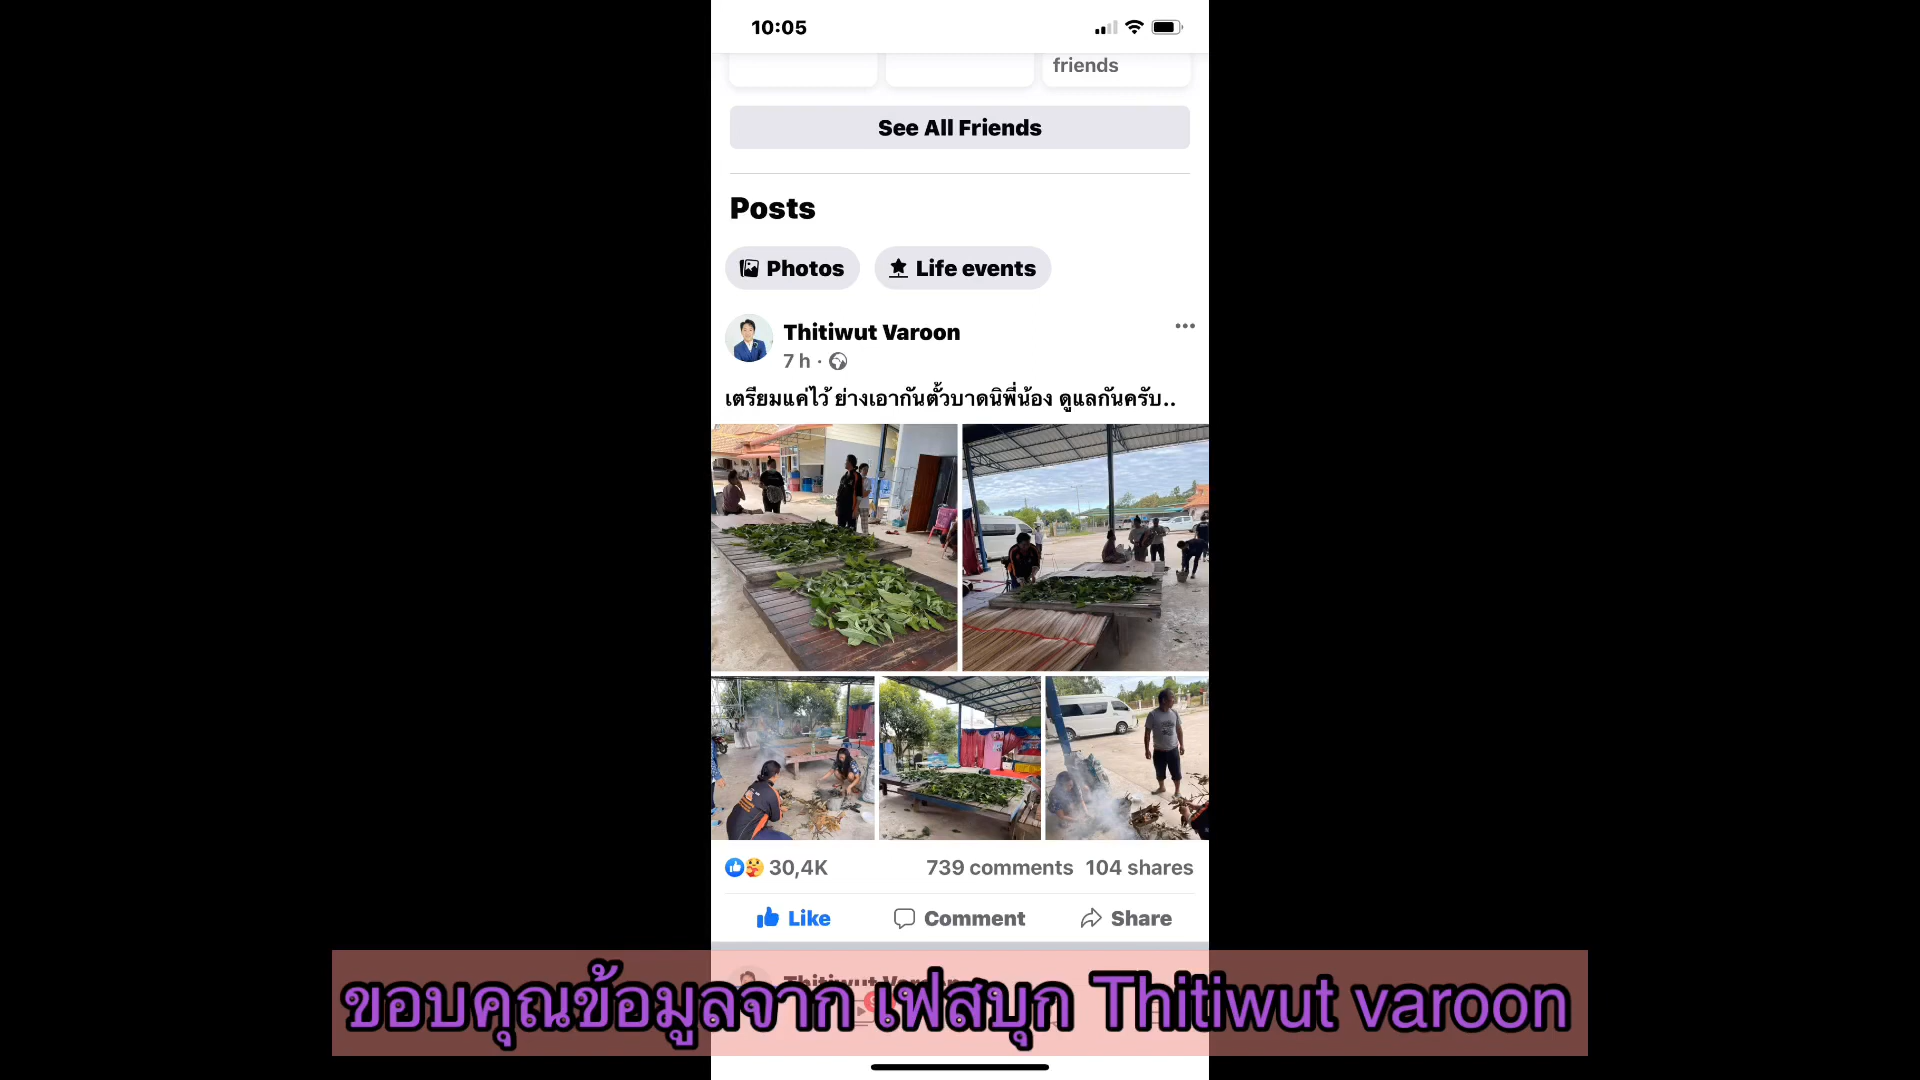 10:05
friends
See All Friends
Posts
Photos
Life events
Thitiwut Varoon
7 h ·
เตรียมแค่ไว้ ย่างเอากันตั้วบาดนิพี่น้อง ดูแลกันครับ..
30,4K
739 comments
104 shares
Like
Comment
Share
Thitiwut Varoon
ขอบคุณข้อมูลจาก เฟสบุก Thitiwut varoon